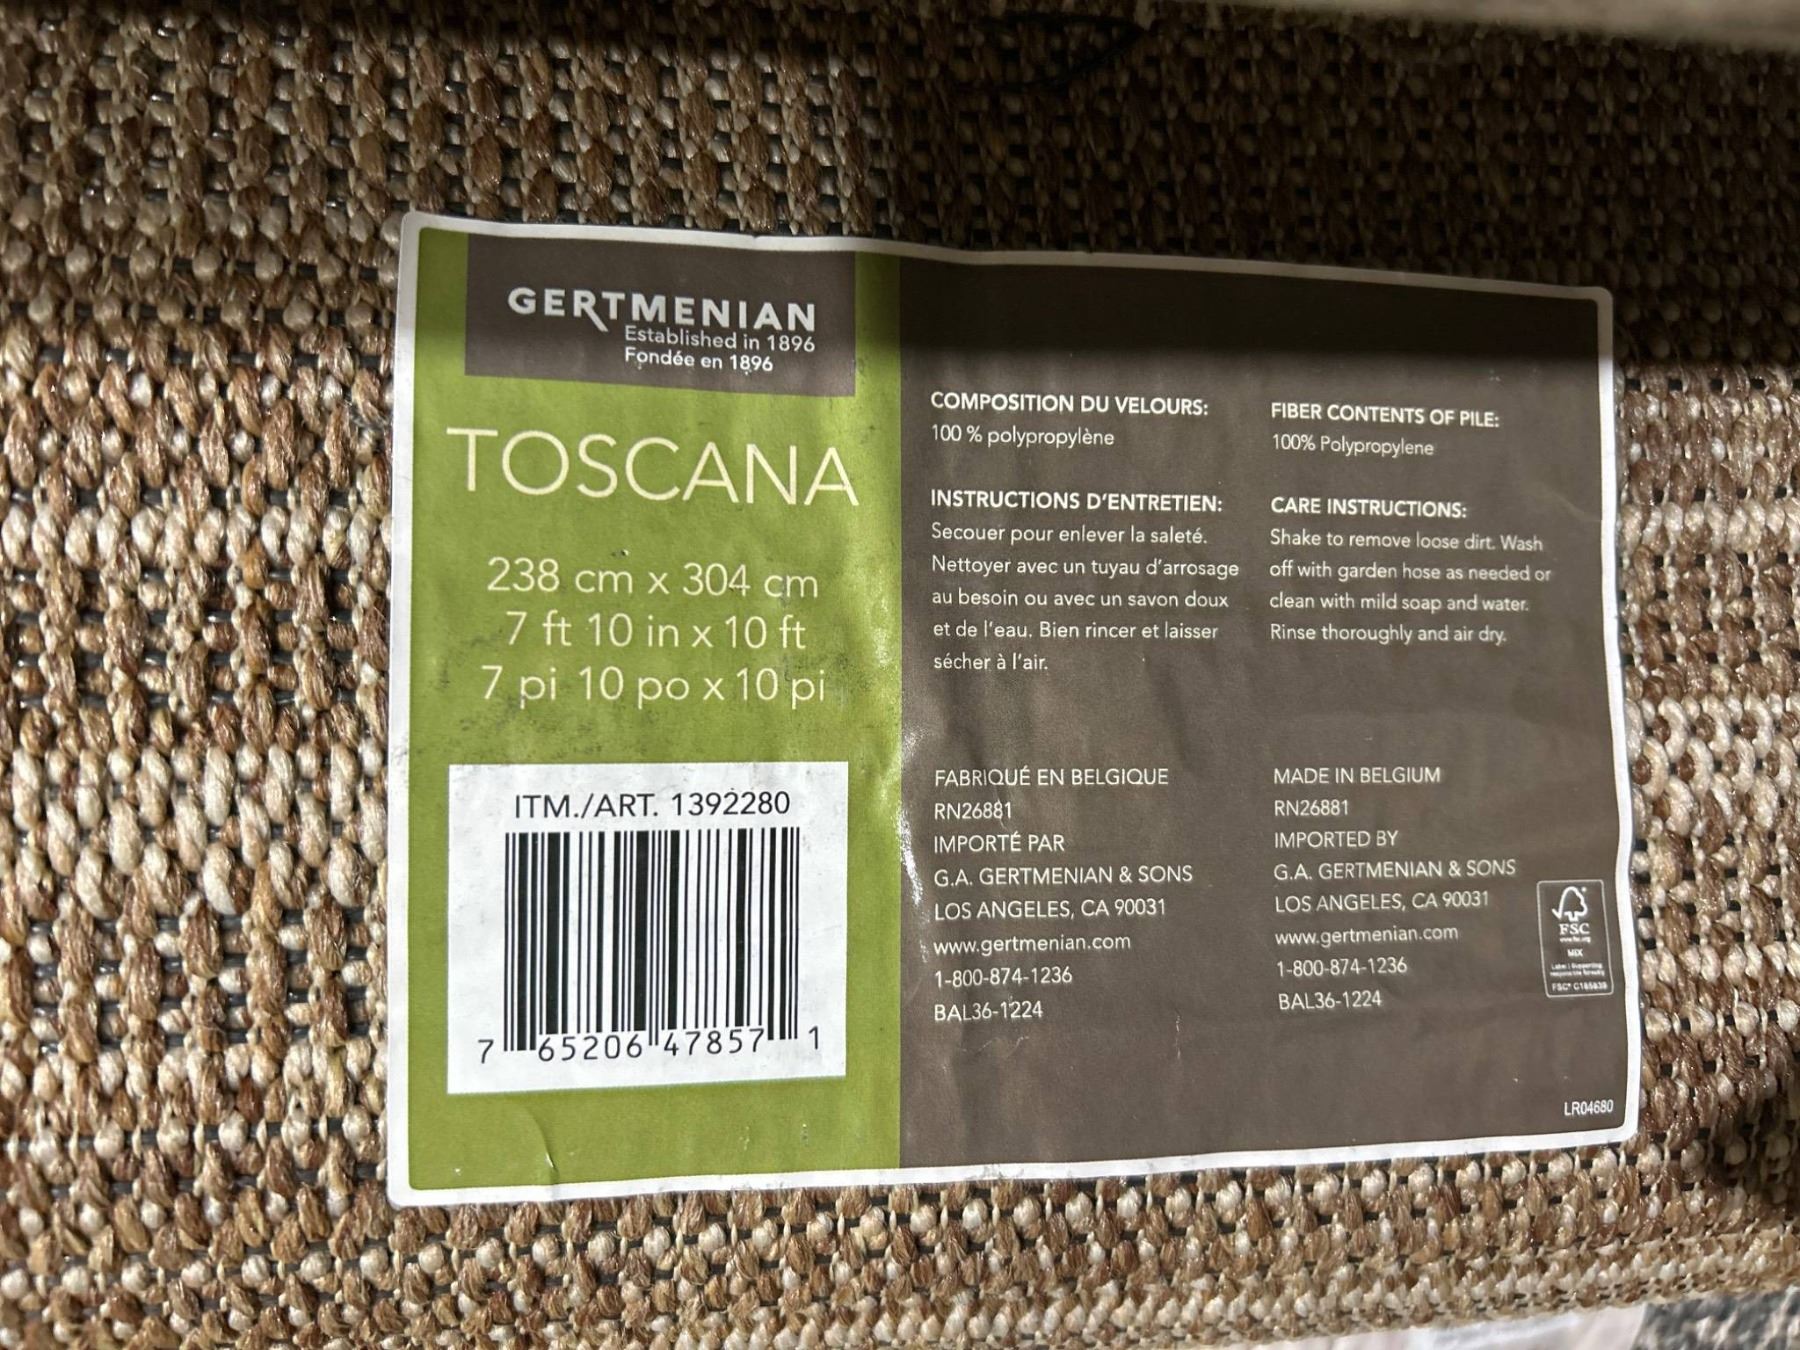 GERTMENIAN
Established in 1896
Fondée en 1896
TOSCANA
238 cm x 304 cm
7 ft 10 in x 10 ft
7 pi 10 po x 10 pi
ITM./ART. 1392280
7 65206 47857 1
COMPOSITION DU VELOURS:
100 % polypropylène
INSTRUCTIONS D'ENTRETIEN:
Secouer pour enlever la saleté.
Nettoyer avec un tuyau d'arrosage
au besoin ou avec un savon doux
et de l'eau. Bien rincer et laisser
sécher à l'air.
FABRIQUÉ EN BELGIQUE
RN26881
IMPORTÉ PAR
G.A. GERTMENIAN & SONS
LOS ANGELES, CA 90031
www.gertmenian.com
1-800-874-1236
BAL36-1224
FIBER CONTENTS OF PILE:
100% Polypropylene
CARE INSTRUCTIONS:
Shake to remove loose dirt. Wash
off with garden hose as needed or
clean with mild soap and water.
Rinse thoroughly and air dry.
MADE IN BELGIUM
RN26881
IMPORTED BY
G.A. GERTMENIAN & SONS
LOS ANGELES, CA 90031
www.gertmenian.com
1-800-874-1236
BAL36-1224
FSC
www.fsc.org
MIX
Label | Supporting
responsible forestry
LR04680